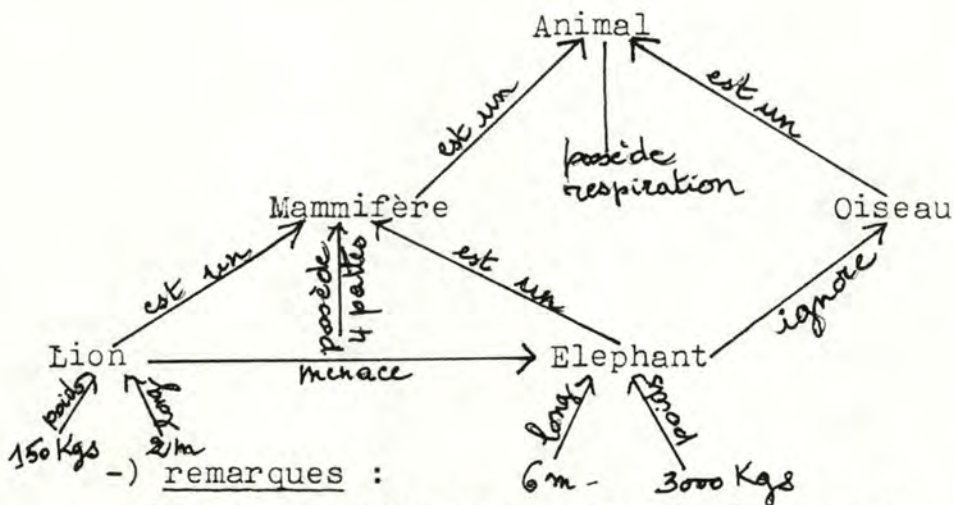 Animal
est un
est un
possède
respiration
Mammifère
Oiseau
est un
possède
4 pattes
est un
ignore
Lion
menace
Elephant
poids
long
long
poids
150 Kgs
2m
6 m -
3000 Kgs
-) remarques :